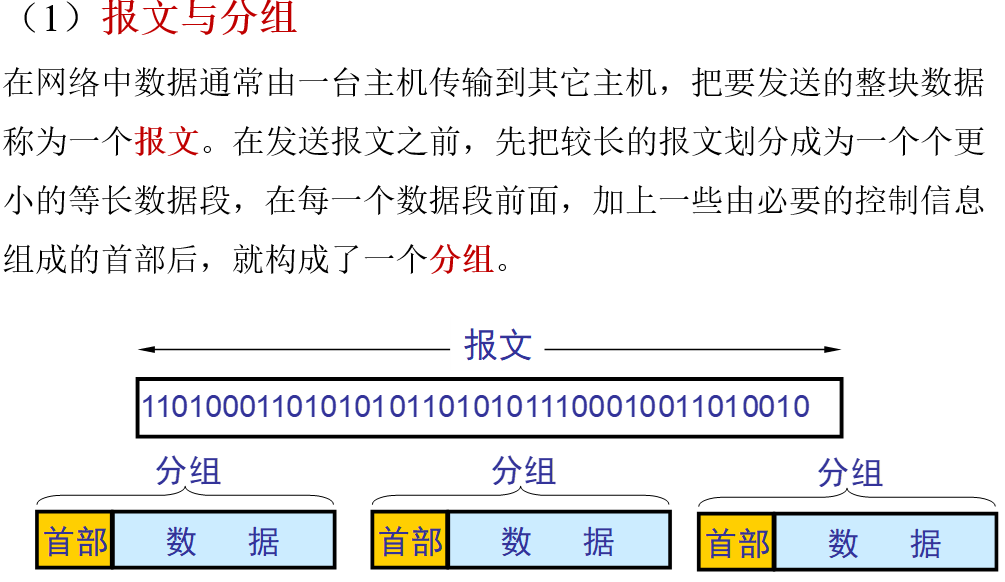 （1）报文与分组
在网络中数据通常由一台主机传输到其它主机，把要发送的整块数据
称为一个报文。在发送报文之前，先把较长的报文划分成为一个个更
小的等长数据段，在每一个数据段前面，加上一些由必要的控制信息
组成的首部后，就构成了一个分组。
报文
1101000110101010110101011100010011010010
分组 分组 分组
首部 数 据 首部 数 据 首部 数 据